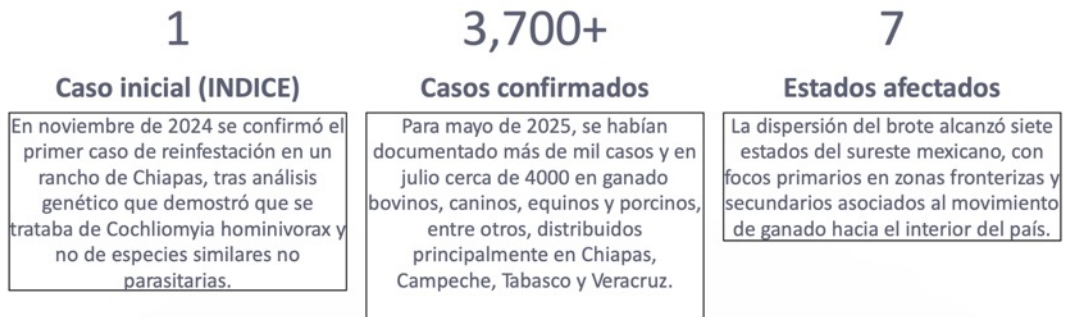 1
Caso inicial (INDICE)
En noviembre de 2024 se confirmó el
primer caso de reinfestación en un
rancho de Chiapas, tras análisis
genético que demostró que se
trataba de Cochliomyia hominivorax y
no de especies similares no
parasitarias.
3,700+
Casos confirmados
Para mayo de 2025, se habían
documentado más de mil casos y en
julio cerca de 4000 en ganado
bovinos, caninos, equinos y porcinos,
entre otros, distribuidos
principalmente en Chiapas,
Campeche, Tabasco y Veracruz.
7
Estados afectados
La dispersión del brote alcanzó siete
estados del sureste mexicano, con
focos primarios en zonas fronterizas y
secundarios asociados al movimiento
de ganado hacia el interior del país.